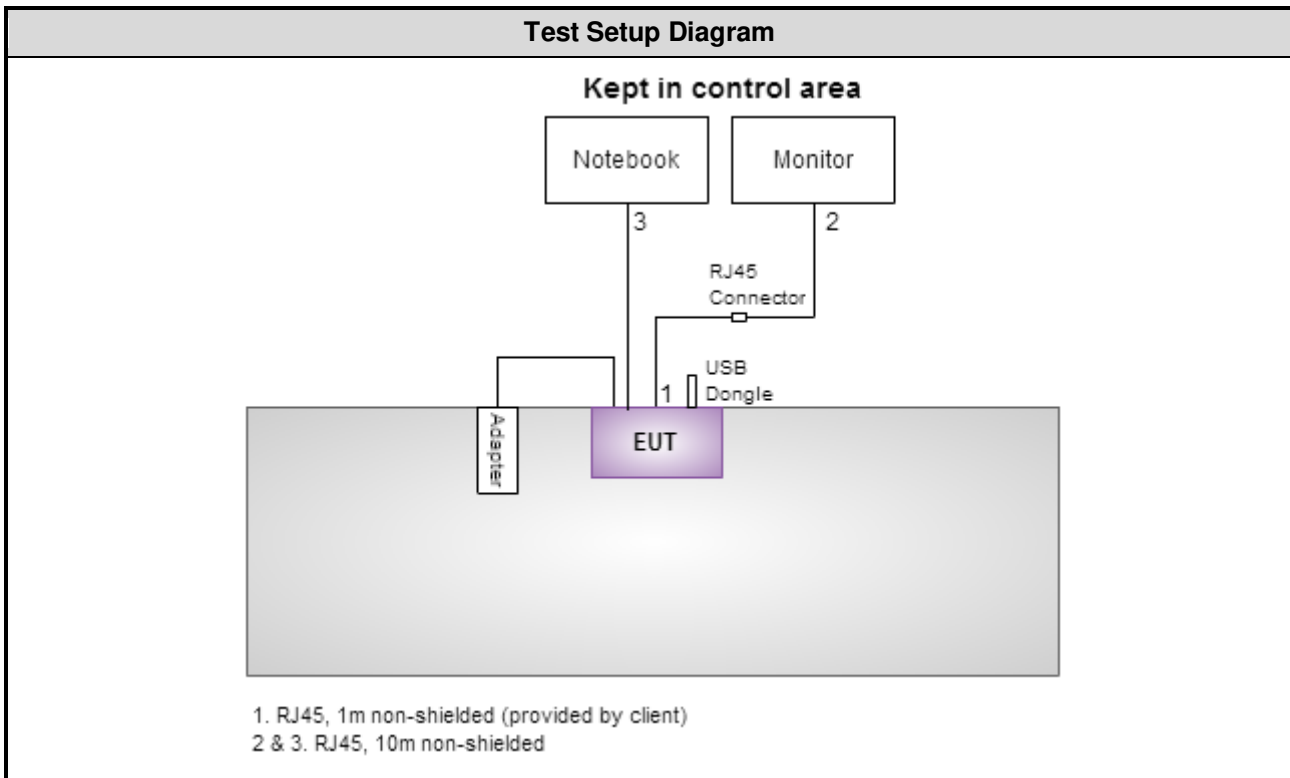 Test Setup Diagram
Kept in control area
Notebook
Monitor
3
2
RJ45
Connector
USB
1
Dongle
Adapter
EUT
1. RJ45, 1m non-shielded (provided by client)
2 & 3. RJ45, 10m non-shielded